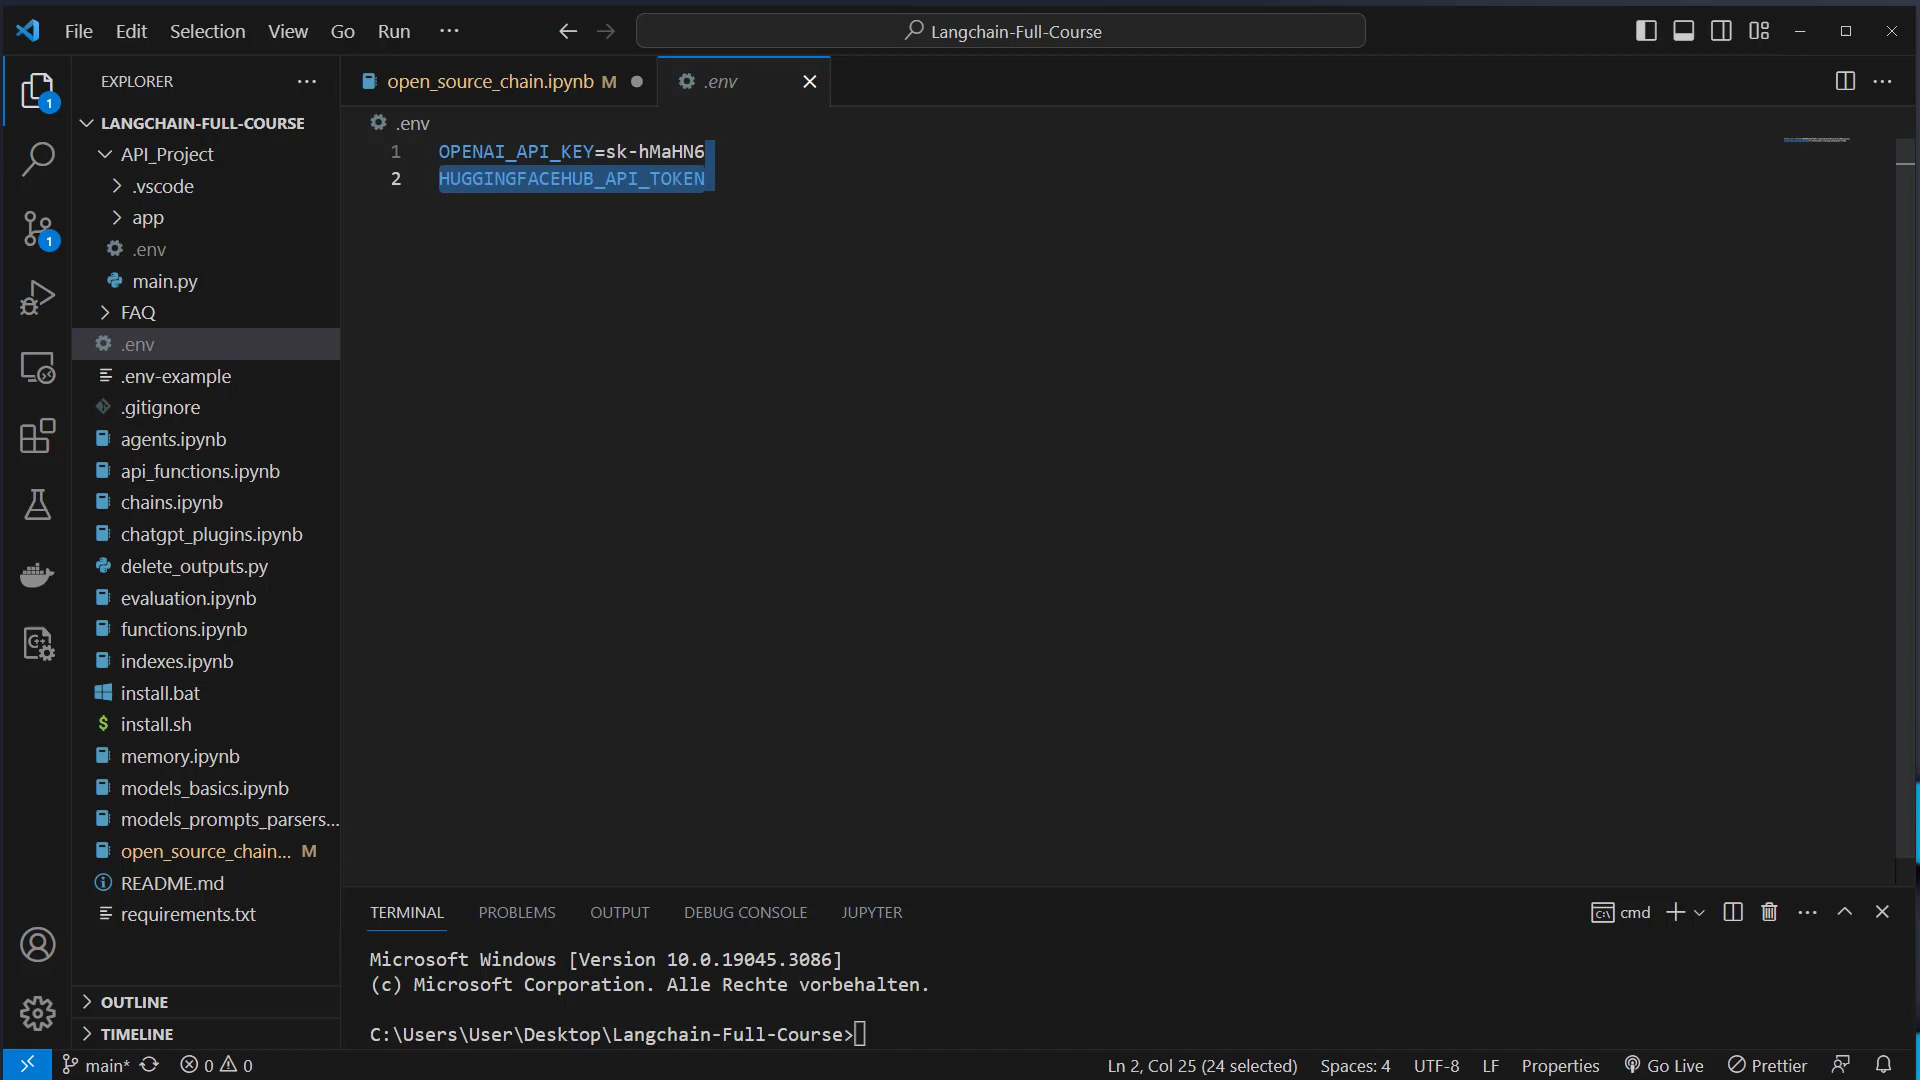 File Edit Selection View Go Run ···
Langchain-Full-Course
EXPLORER ···
open_source_chain.ipynb M
.env
LANGCHAIN-FULL-COURSE
API_Project
.vscode
app
.env
main.py
FAQ
.env
.env-example
.gitignore
agents.ipynb
api_functions.ipynb
chains.ipynb
chatgpt_plugins.ipynb
delete_outputs.py
evaluation.ipynb
functions.ipynb
indexes.ipynb
install.bat
install.sh
memory.ipynb
models_basics.ipynb
models_prompts_parsers...
open_source_chain... M
README.md
requirements.txt
OUTLINE
TIMELINE
1
1
.env
1 OPENAI_API_KEY=sk-hMaHN6
2 HUGGINGFACEHUB_API_TOKEN
TERMINAL PROBLEMS OUTPUT DEBUG CONSOLE JUPYTER
cmd
Microsoft Windows [Version 10.0.19045.3086]
(c) Microsoft Corporation. Alle Rechte vorbehalten.
C:\Users\User\Desktop\Langchain-Full-Course>
main* 0 0
Ln 2, Col 25 (24 selected) Spaces: 4 UTF-8 LF Properties Go Live Prettier